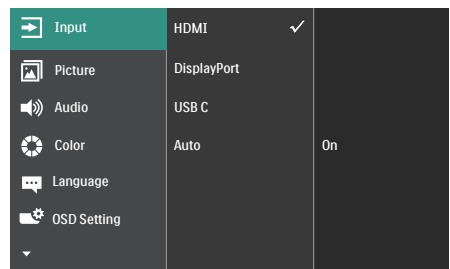 Input
HDMI
Picture
DisplayPort
Audio
USB C
Color
Auto
On
Language
OSD Setting